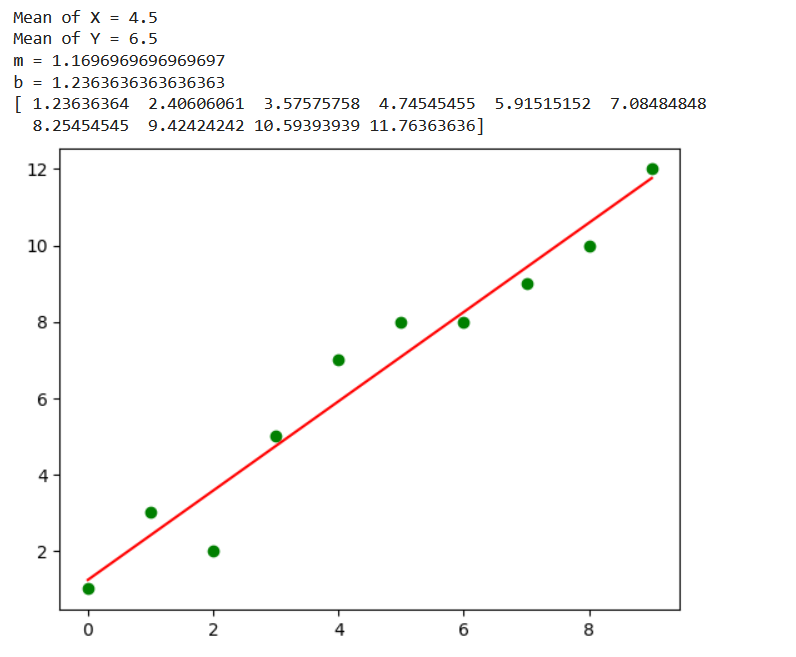 Mean of X = 4.5
Mean of Y = 6.5
m = 1.1696969696969697
b = 1.2363636363636363
[ 1.23636364  2.40606061  3.57575758  4.74545455  5.91515152  7.08484848
  8.25454545  9.42424242 10.59393939 11.76363636]
12
10
8
6
4
2
0 2 4 6 8